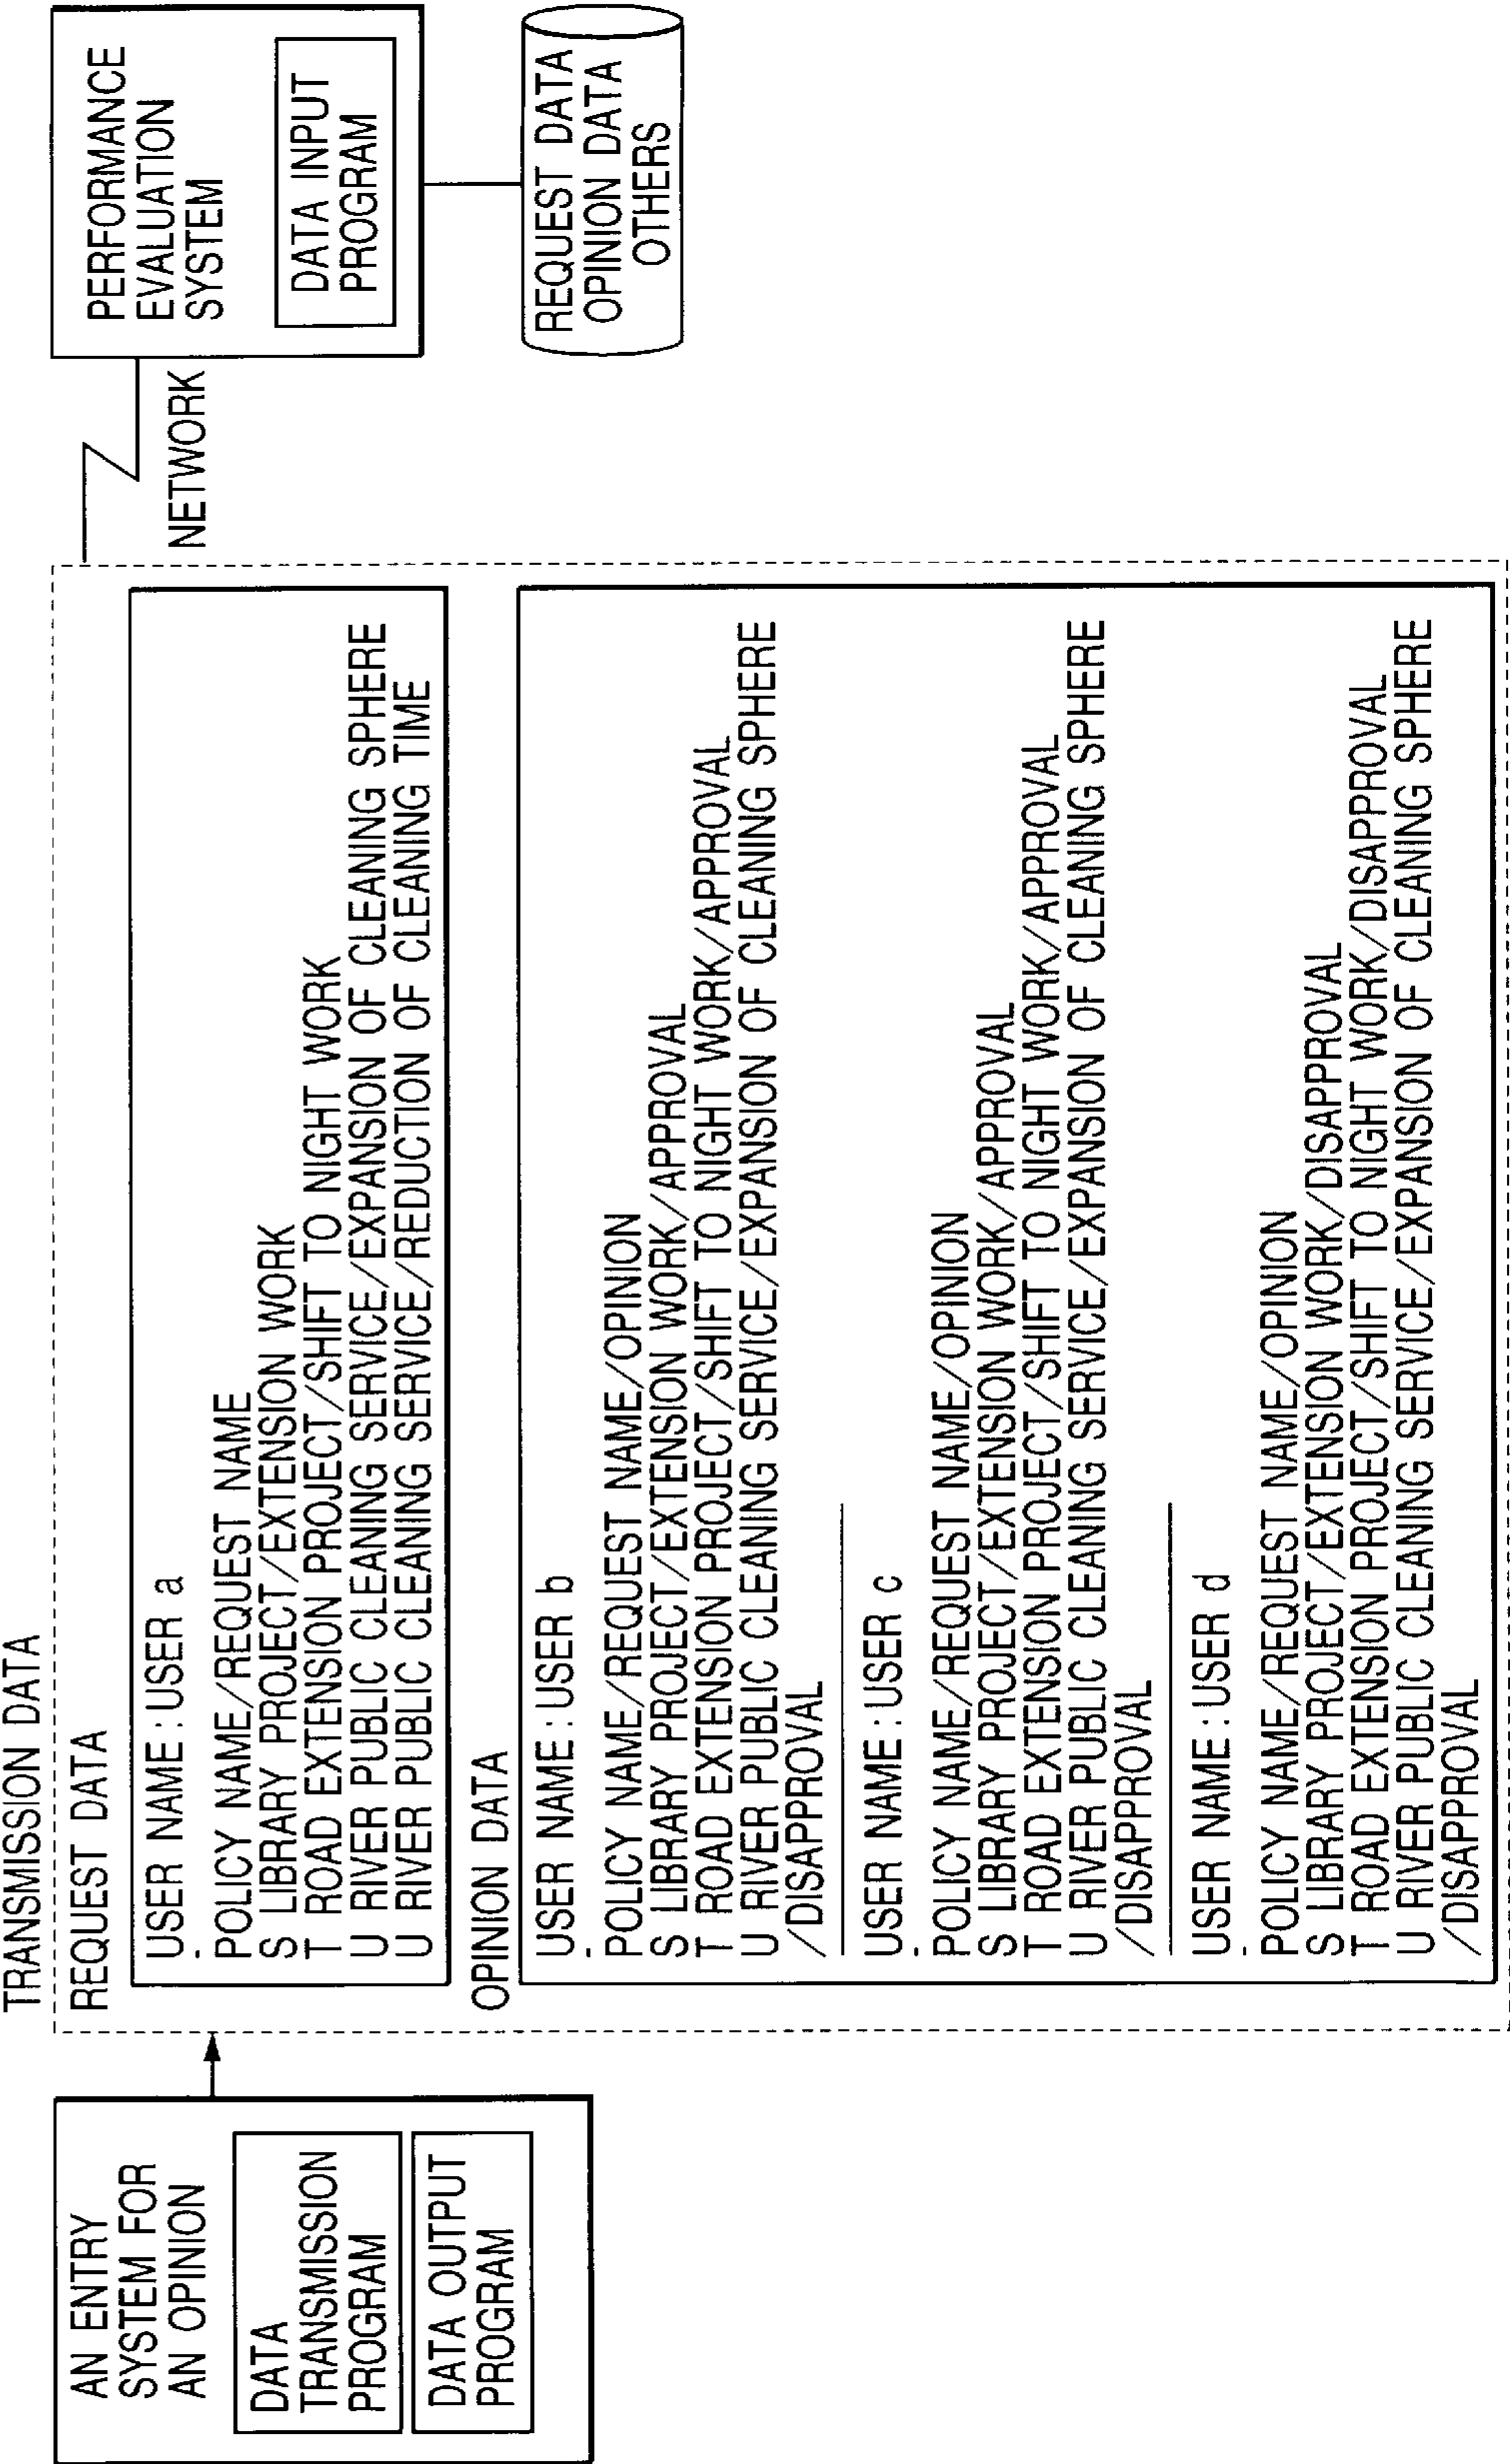 AN ENTRY
SYSTEM FOR
AN OPINION
DATA
TRANSMISSION
PROGRAM
DATA OUTPUT
PROGRAM
TRANSMISSION DATA
REQUEST DATA
USER NAME:USER a
POLICY NAME/REQUEST NAME
S LIBRARY PROJECT/EXTENSION WORK
T ROAD EXTENSION PROJECT/SHIFT TO NIGHT WORK
U RIVER PUBLIC CLEANING SERVICE/EXPANSION OF CLEANING SPHERE
U RIVER PUBLIC CLEANING SERVICE/REDUCTION OF CLEANING TIME
OPINION DATA
USER NAME:USER b
POLICY NAME/REQUEST NAME/OPINION
S LIBRARY PROJECT/EXTENSION WORK/APPROVAL
T ROAD EXTENSION PROJECT/SHIFT TO NIGHT WORK/APPROVAL
U RIVER PUBLIC CLEANING SERVICE/EXPANSION OF CLEANING SPHERE
/DISAPPROVAL
USER NAME:USER c
POLICY NAME/REQUEST NAME/OPINION
S LIBRARY PROJECT/EXTENSION WORK/APPROVAL
T ROAD EXTENSION PROJECT/SHIFT TO NIGHT WORK/APPROVAL
U RIVER PUBLIC CLEANING SERVICE/EXPANSION OF CLEANING SPHERE
/DISAPPROVAL
USER NAME:USER d
POLICY NAME/REQUEST NAME/OPINION
S LIBRARY PROJECT/EXTENSION WORK/DISAPPROVAL
T ROAD EXTENSION PROJECT/SHIFT TO NIGHT WORK/DISAPPROVAL
U RIVER PUBLIC CLEANING SERVICE/EXPANSION OF CLEANING SPHERE
/DISAPPROVAL
NETWORK
PERFORMANCE
EVALUATION
SYSTEM
DATA INPUT
PROGRAM
REQUEST DATA
OPINION DATA
OTHERS